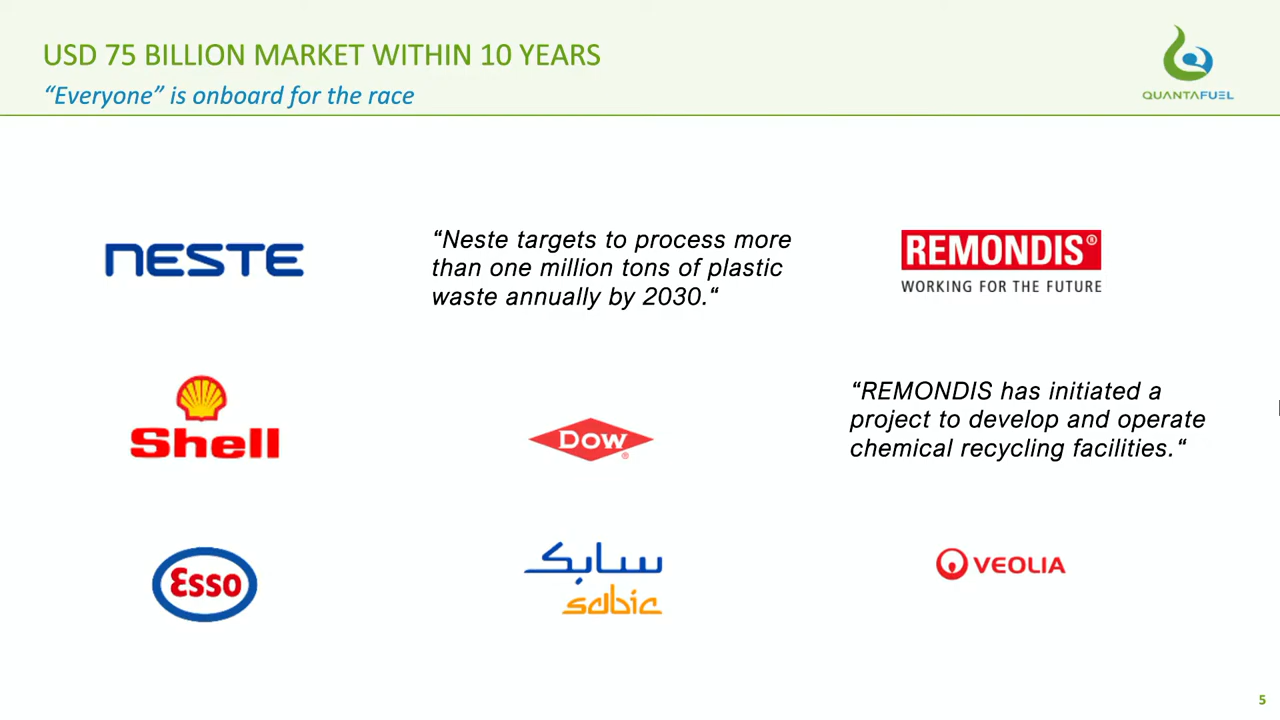 USD 75 BILLION MARKET WITHIN 10 YEARS
“Everyone” is onboard for the race
QUANTAFUEL
NESTE
“Neste targets to process more
than one million tons of plastic
waste annually by 2030.“
REMONDIS®
WORKING FOR THE FUTURE
Shell
DOW
®
“REMONDIS has initiated a
project to develop and operate
chemical recycling facilities.“
Esso
سابك
sabic
VEOLIA
5